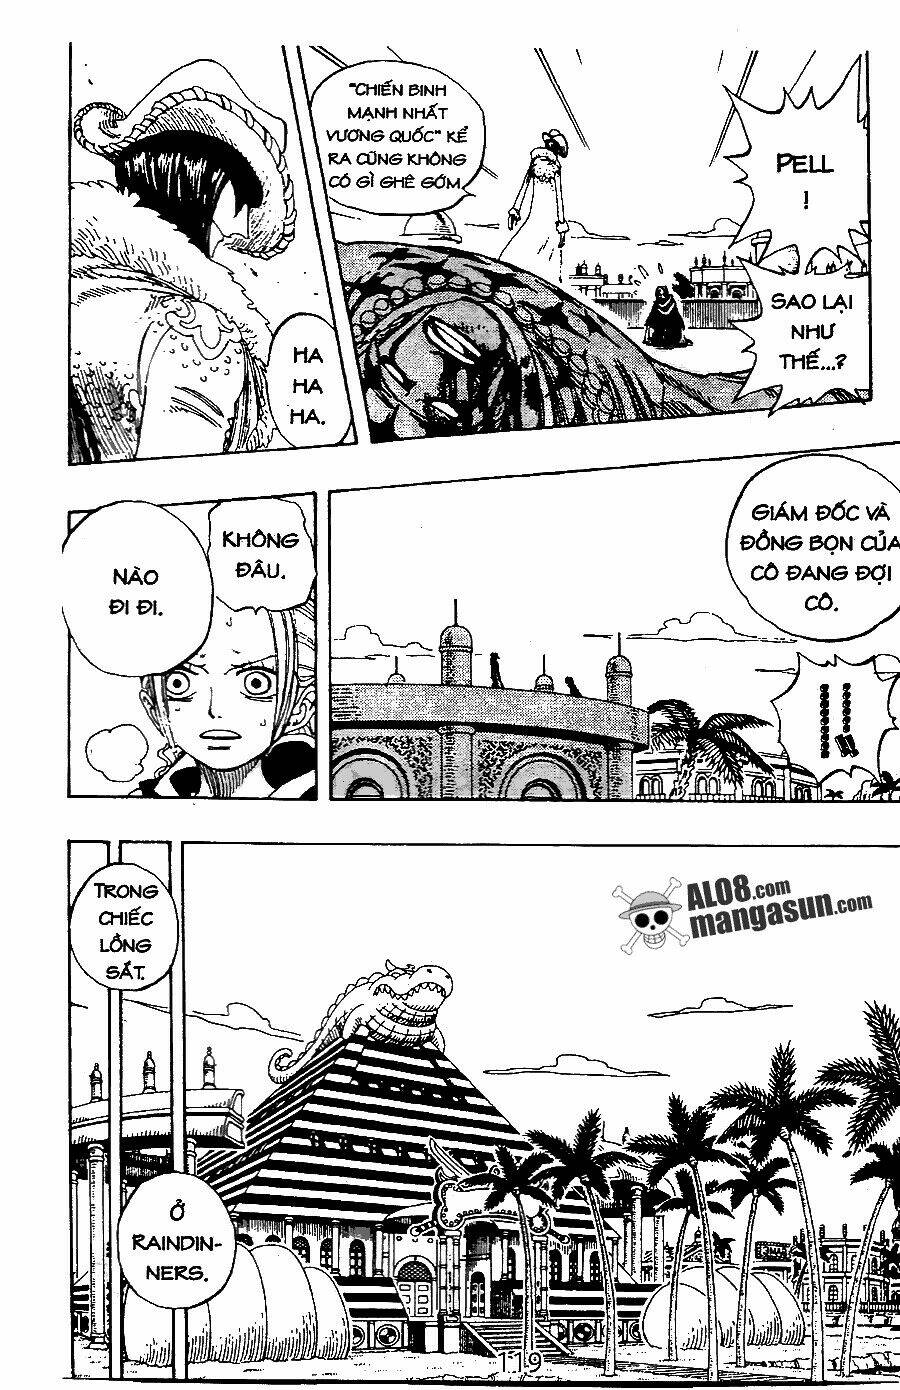 PELL
!
SAO LẠI
NHƯ
THẾ...?
"CHIẾN BINH
MẠNH NHẤT
VƯƠNG QUỐC" KỂ
RA CŨNG KHÔNG
CÓ GÌ GHÊ GỚM
HA
HA
HA.
GIÁM ĐỐC VÀ
ĐỒNG BỌN CỦA
CÔ ĐANG ĐỢI
CÔ.
!!
KHÔNG
ĐÂU.
NÀO
ĐI ĐI.
AL08.com
mangasun.com
TRONG
CHIẾC
LỒNG
SẮT.
Ở
RAINDIN-
NERS.
119